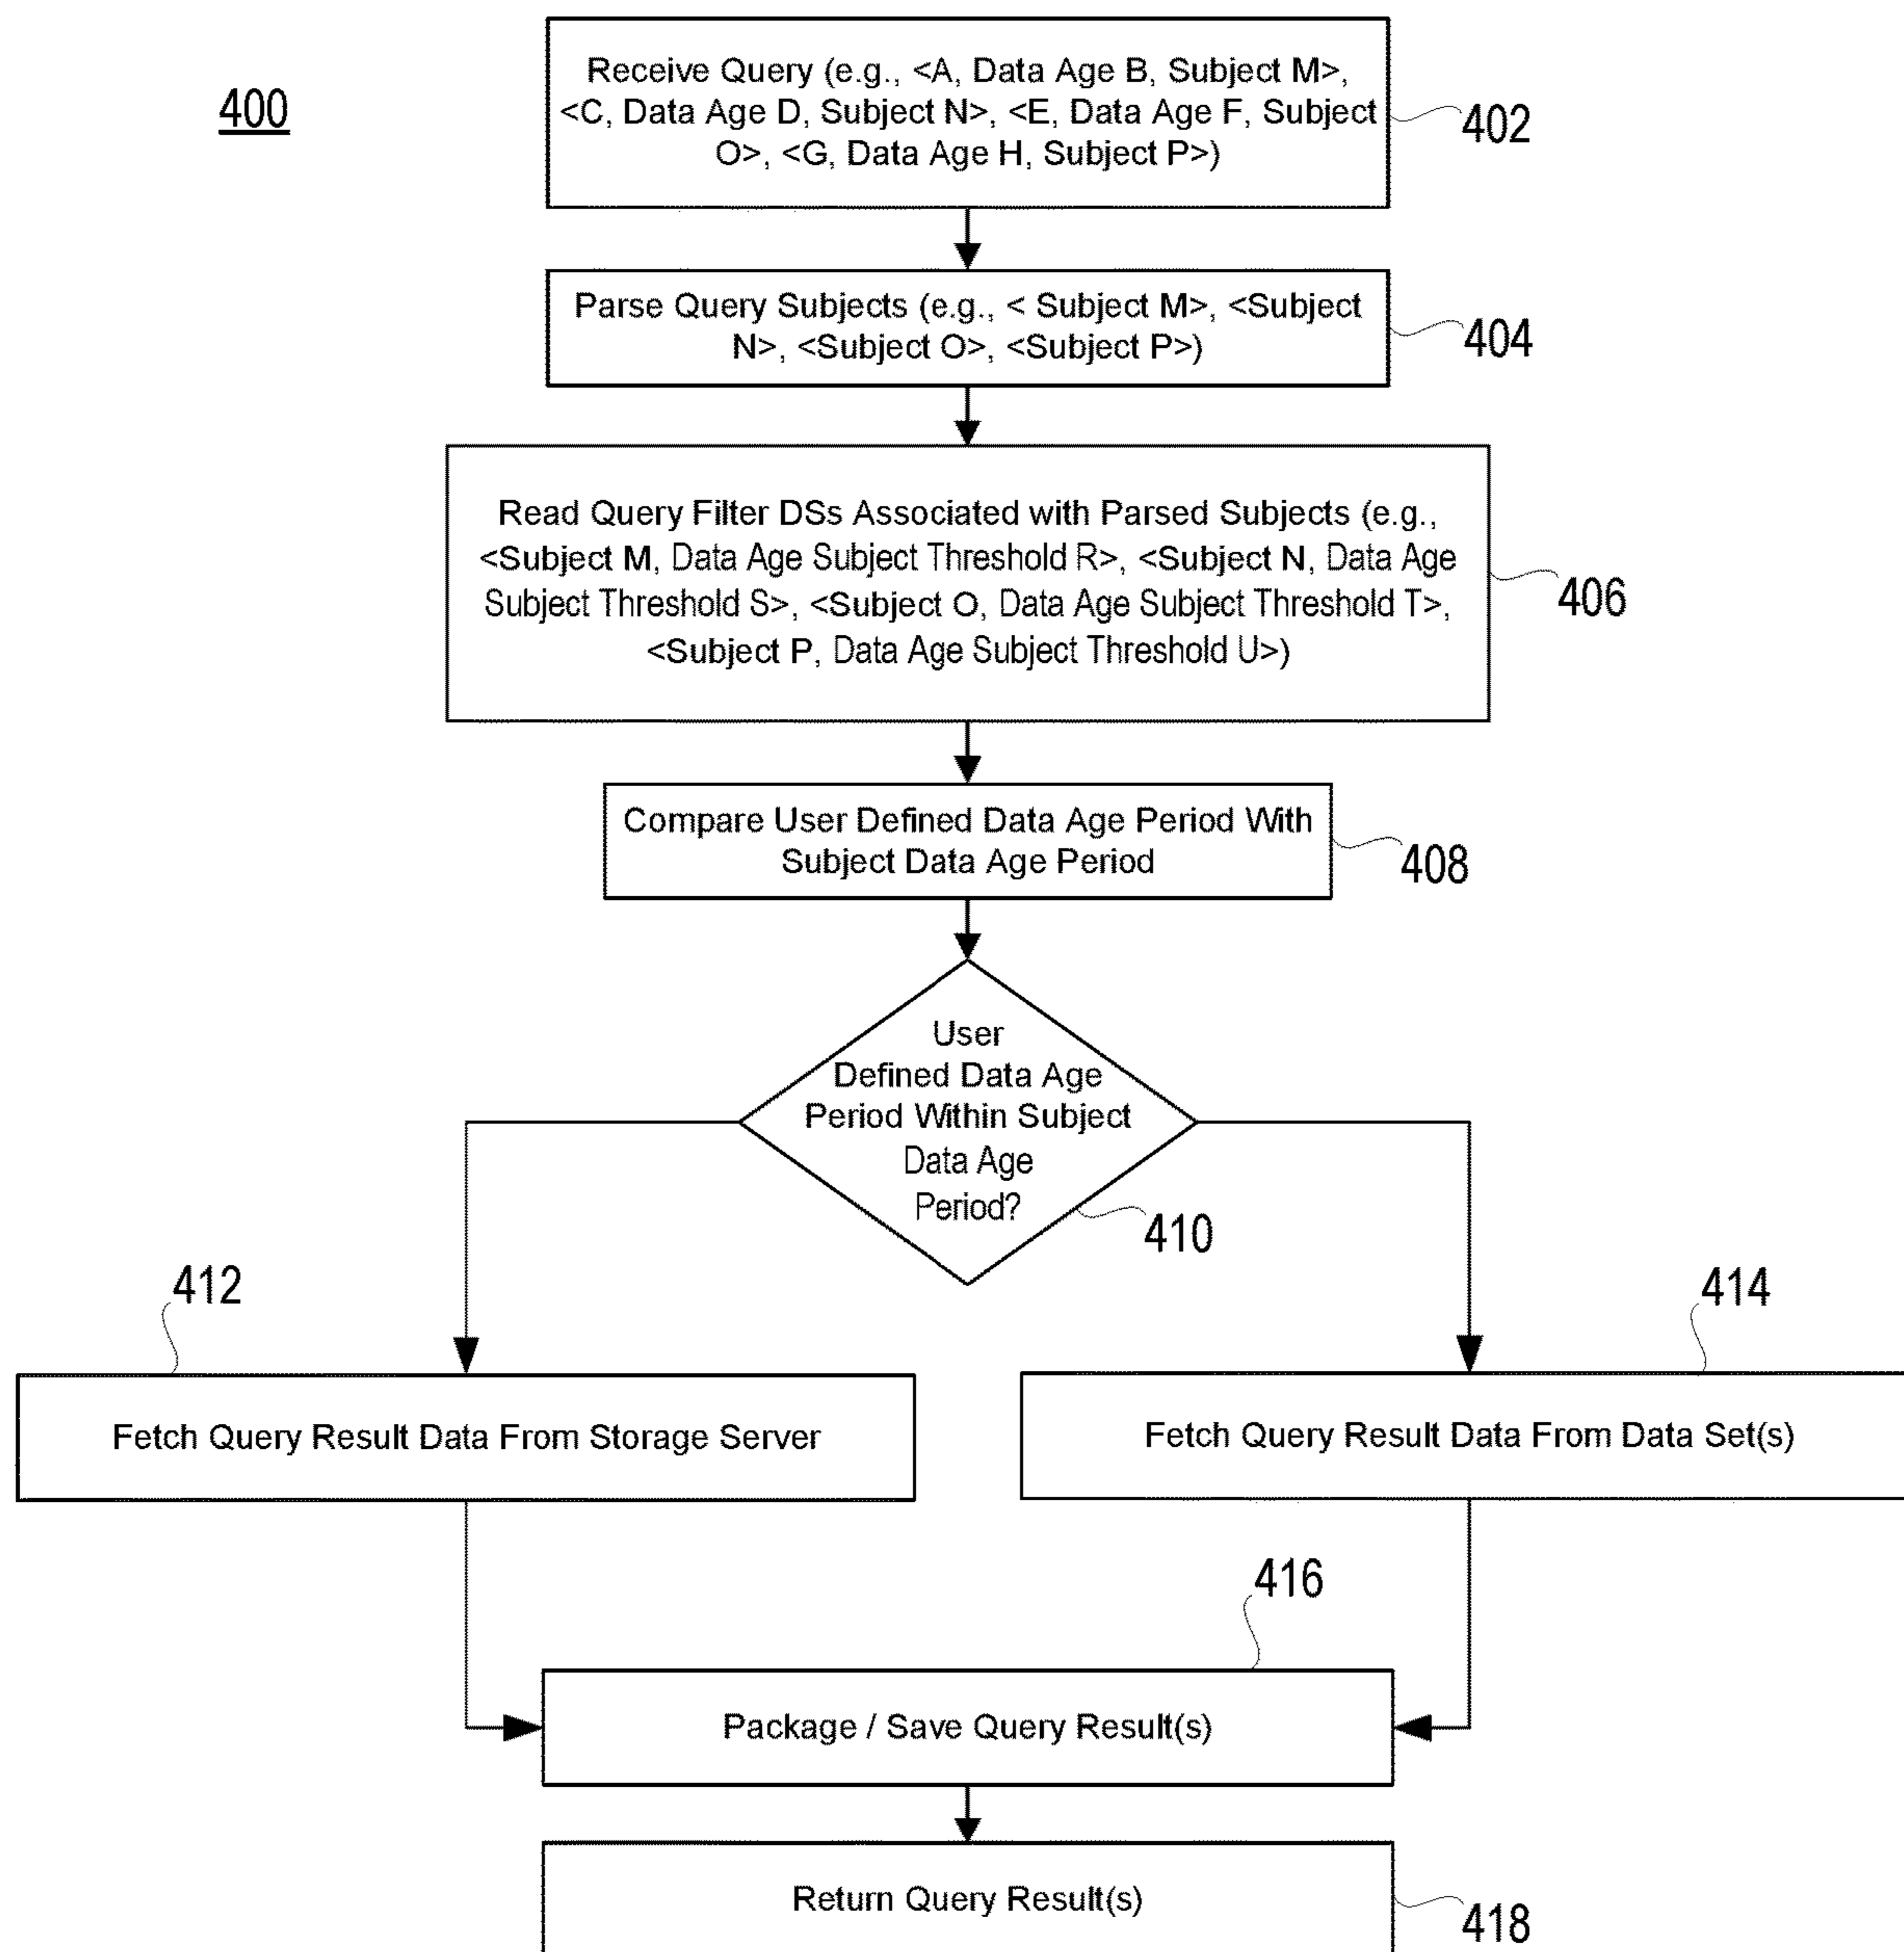 400
Receive Query (e.g., <A, Data Age B, Subject M>,
<C, Data Age D, Subject N>, <E, Data Age F, Subject
O>, <G, Data Age H, Subject P>)
402
Parse Query Subjects (e.g., < Subject M>, <Subject
N>, <Subject O>, <Subject P>)
404
Read Query Filter DSs Associated with Parsed Subjects (e.g.,
<Subject M, Data Age Subject Threshold R>, <Subject N, Data Age
Subject Threshold S>, <Subject O, Data Age Subject Threshold T>,
<Subject P, Data Age Subject Threshold U>)
406
Compare User Defined Data Age Period With
Subject Data Age Period
408
User
Defined Data Age
Period Within Subject
Data Age
Period?
410
412
414
Fetch Query Result Data From Storage Server
Fetch Query Result Data From Data Set(s)
416
Package / Save Query Result(s)
Return Query Result(s)
418